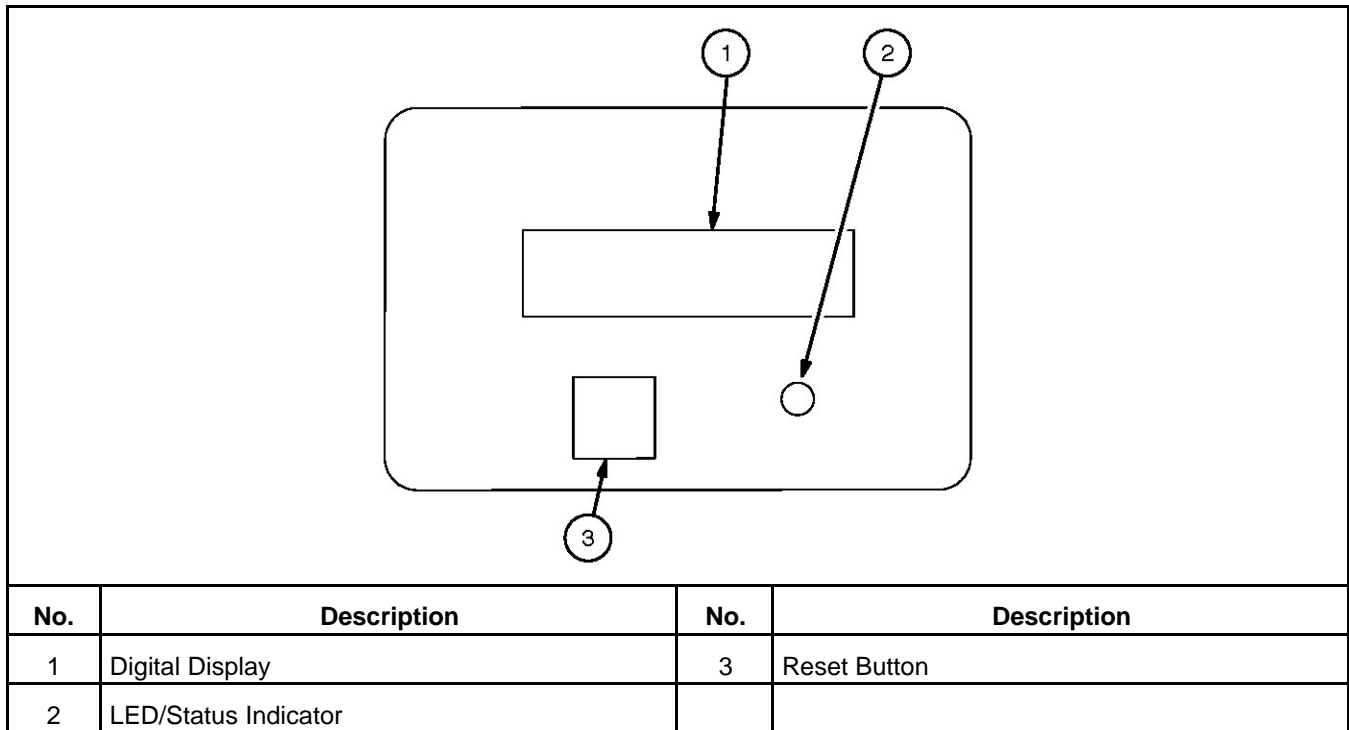 1 2
3
No. Description No. Description
1 Digital Display 3 Reset Button
2 LED/Status Indicator